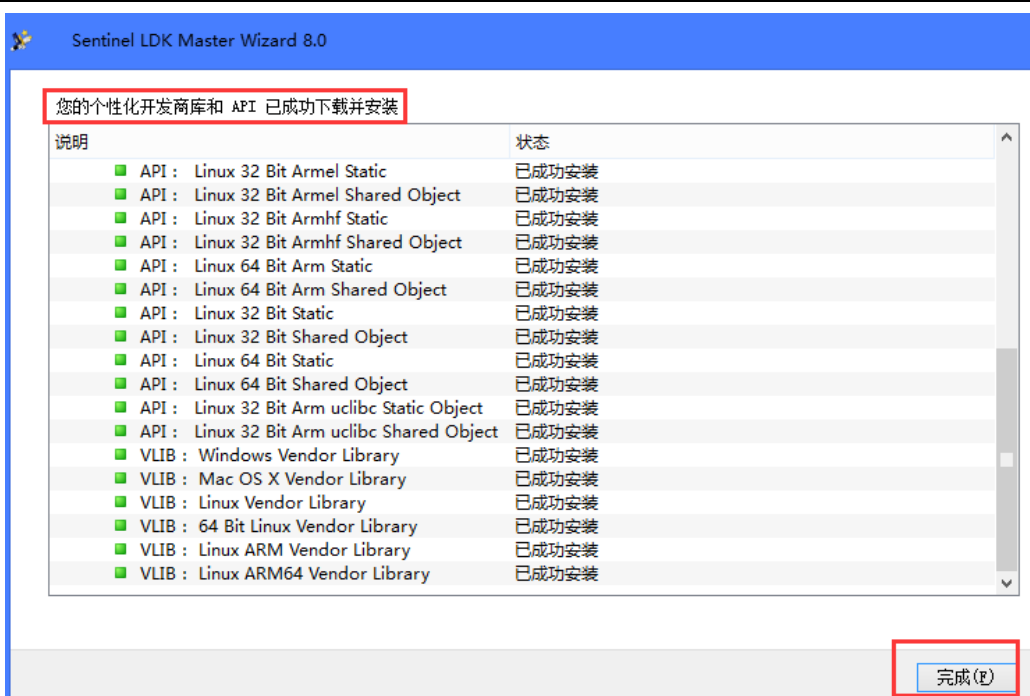 Sentinel LDK Master Wizard 8.0
您的个性化开发商库和 API 已成功下载并安装
说明 状态
API : Linux 32 Bit Armel Static 已成功安装
API : Linux 32 Bit Armel Shared Object 已成功安装
API : Linux 32 Bit Armhf Static 已成功安装
API : Linux 32 Bit Armhf Shared Object 已成功安装
API : Linux 64 Bit Arm Static 已成功安装
API : Linux 64 Bit Arm Shared Object 已成功安装
API : Linux 32 Bit Static 已成功安装
API : Linux 32 Bit Shared Object 已成功安装
API : Linux 64 Bit Static 已成功安装
API : Linux 64 Bit Shared Object 已成功安装
API : Linux 32 Bit Arm uclibc Static Object 已成功安装
API : Linux 32 Bit Arm uclibc Shared Object 已成功安装
VLIB : Windows Vendor Library 已成功安装
VLIB : Mac OS X Vendor Library 已成功安装
VLIB : Linux Vendor Library 已成功安装
VLIB : 64 Bit Linux Vendor Library 已成功安装
VLIB : Linux ARM Vendor Library 已成功安装
VLIB : Linux ARM64 Vendor Library 已成功安装
完成(F)